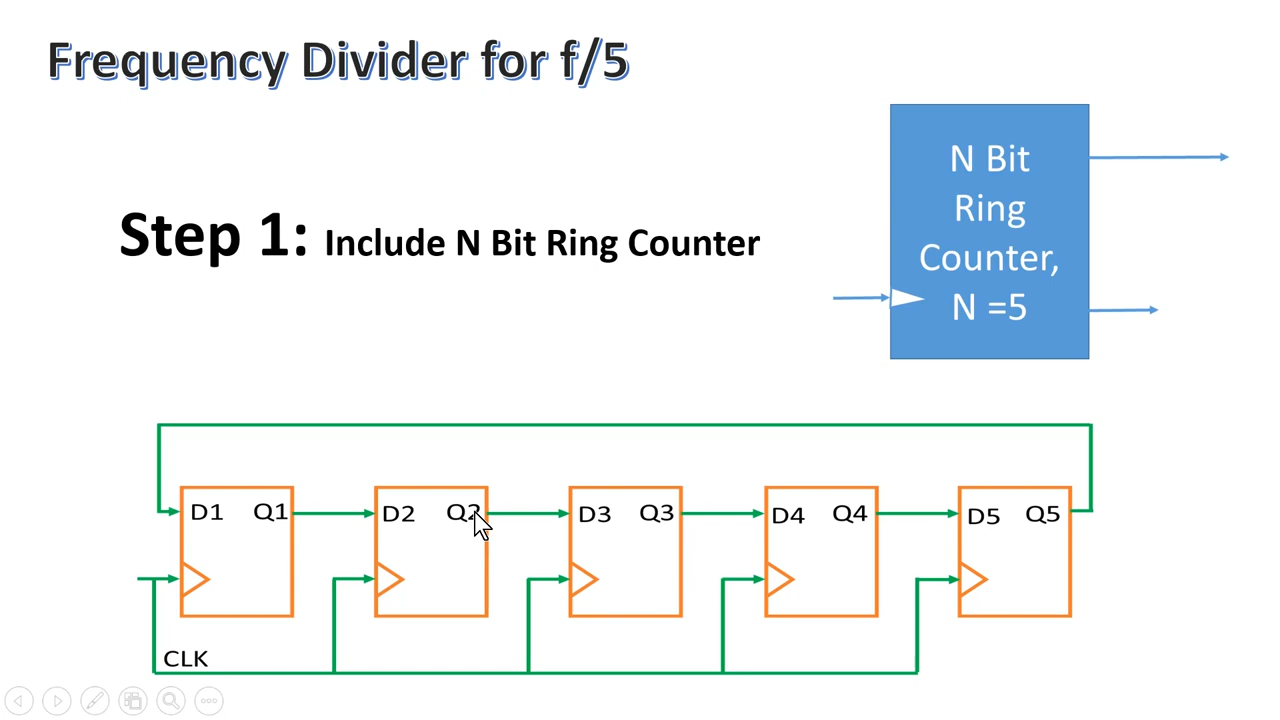 Frequency Divider for f/5
N Bit
Ring
Counter,
N =5
Step 1: Include N Bit Ring Counter
D1 Q1 D2 Q2 D3 Q3 D4 Q4 D5 Q5
CLK